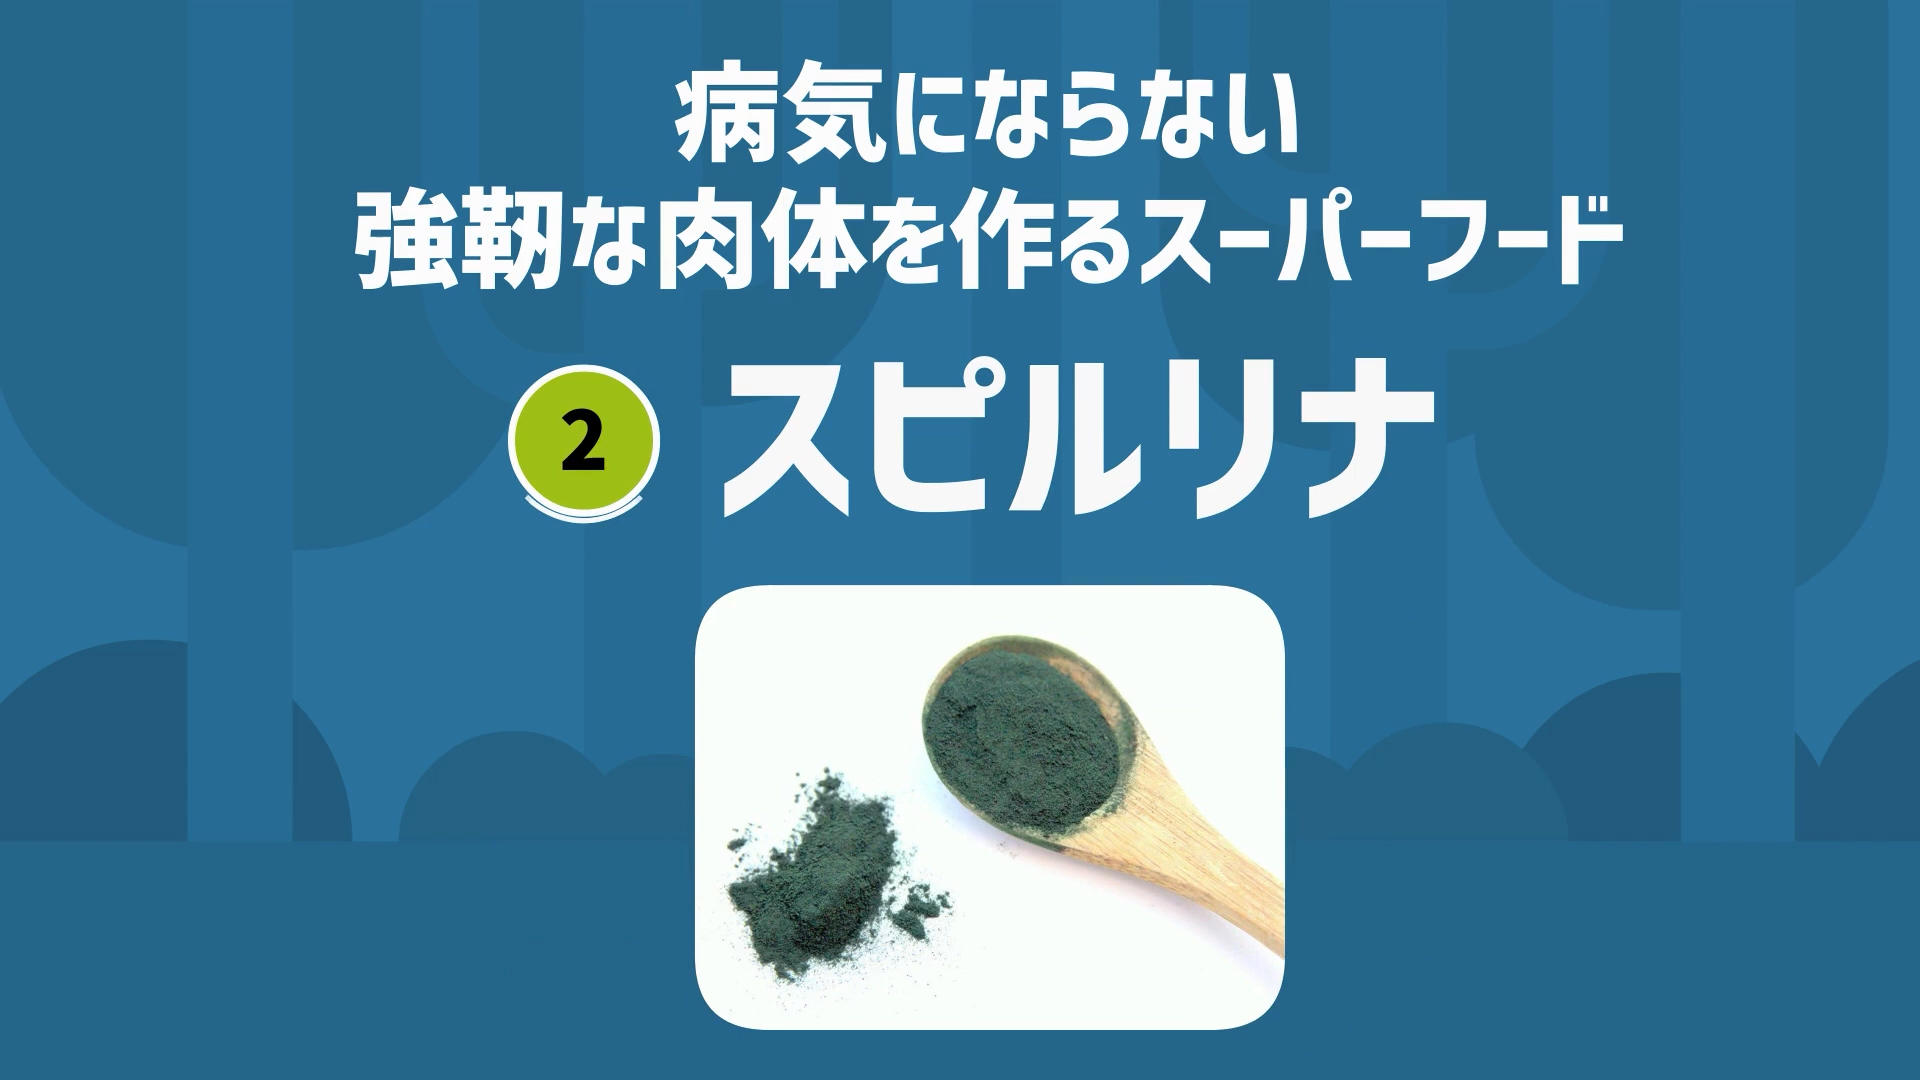 病気にならない
強靭な肉体を作るスーパーフード
2 スピルリナ